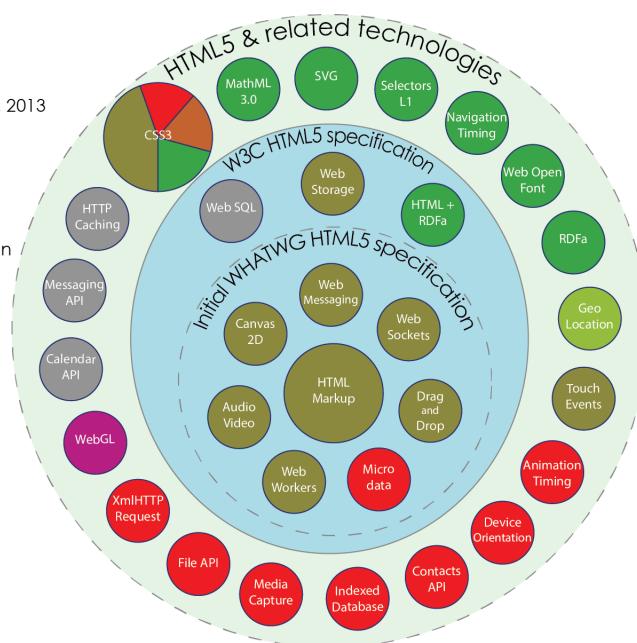 HTML5 & related technologies
2013
n
CSS3
MathML
3.0
SVG
Selectors
L1
Navigation
Timing
Web Open
Font
RDFa
Geo
Location
Touch
Events
Animation
Timing
Device
Orientation
Contacts
API
Indexed
Database
Media
Capture
File API
XmlHTTP
Request
WebGL
Calendar
API
Messaging
API
HTTP
Caching
W3C HTML5 specification
Web SQL
Web
Storage
HTML +
RDFa
Initial WHATWG HTML5 specification
Web
Messaging
Canvas
2D
Web
Sockets
HTML
Markup
Audio
Video
Drag
and
Drop
Web
Workers
Micro
data